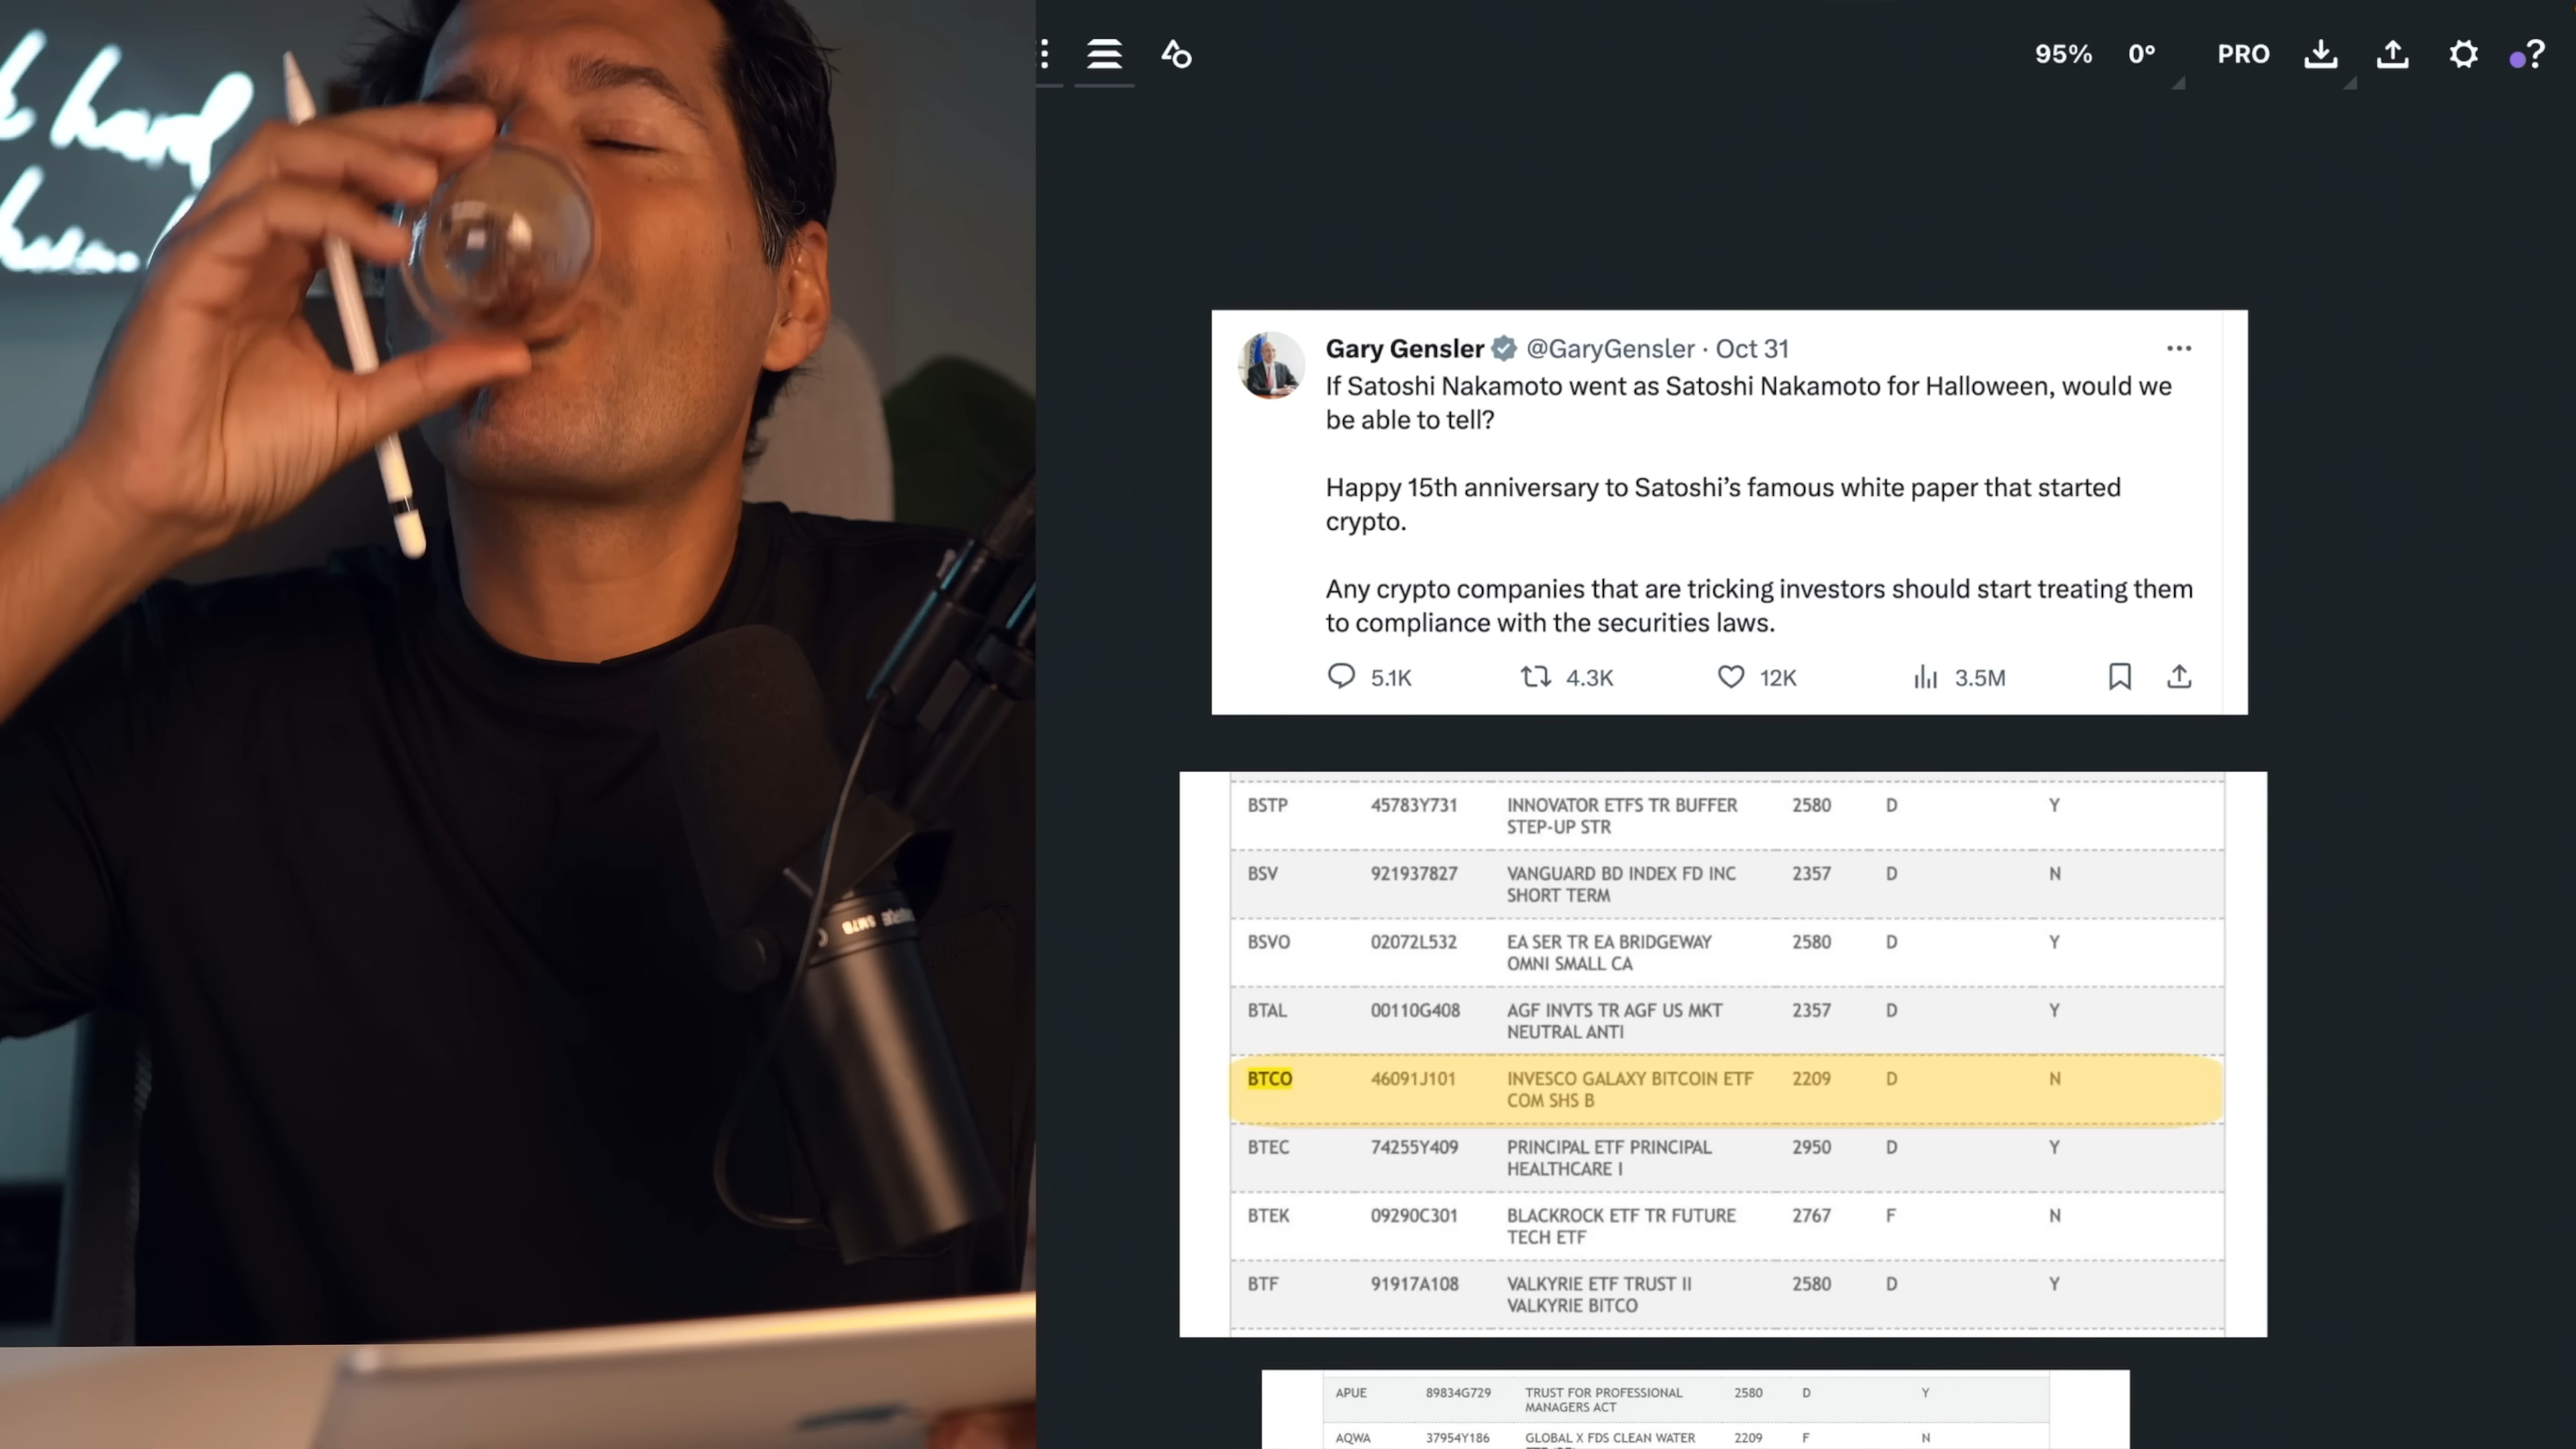 hard
95% 0° PRO ?
Gary Gensler @GaryGensler · Oct 31
If Satoshi Nakamoto went as Satoshi Nakamoto for Halloween, would we
be able to tell?
Happy 15th anniversary to Satoshi’s famous white paper that started
crypto.
Any crypto companies that are tricking investors should start treating them
to compliance with the securities laws.
5.1K 4.3K 12K 3.5M
BSTP 45783Y731 INNOVATOR ETFS TR BUFFER 2580 D Y
STEP-UP STR
BSV 921937827 VANGUARD BD INDEX FD INC 2357 D N
SHORT TERM
BSVO 02072L532 EA SER TR EA BRIDGEWAY 2580 D Y
OMNI SMALL CA
BTAL 00110G408 AGF INVTS TR AGF US MKT 2357 D Y
NEUTRAL ANTI
BTCO 46091J101 INVESCO GALAXY BITCOIN ETF 2209 D N
COM SHS B
BTEC 74255Y409 PRINCIPAL ETF PRINCIPAL 2950 D Y
HEALTHCARE I
BTEK 09290C301 BLACKROCK ETF TR FUTURE 2767 F N
TECH ETF
BTF 91917A108 VALKYRIE ETF TRUST II 2580 D Y
VALKYRIE BITCO
APUE 89834G729 TRUST FOR PROFESSIONAL 2580 D Y
MANAGERS ACT
AQWA 37954Y186 GLOBAL X FDS CLEAN WATER 2209 F N